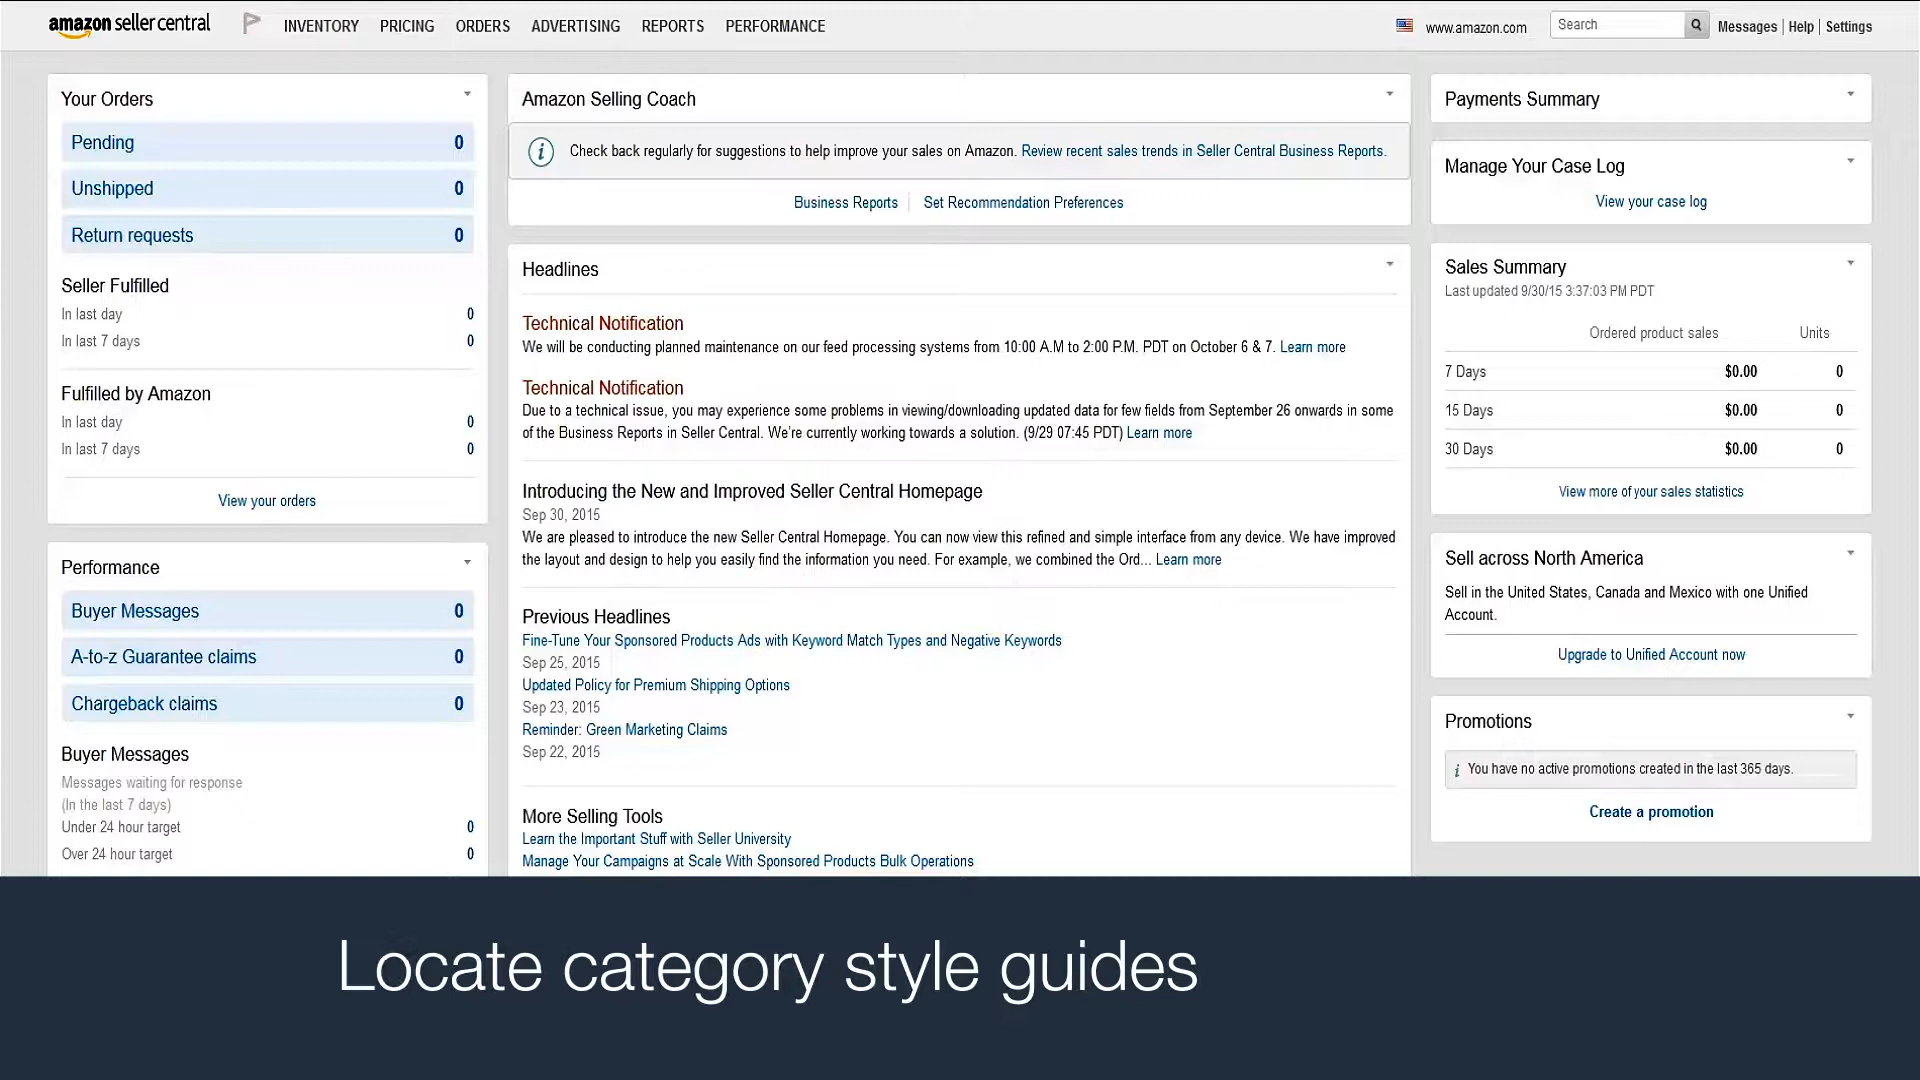 amazon seller central
INVENTORY PRICING ORDERS ADVERTISING REPORTS PERFORMANCE
www.amazon.com Search Messages | Help | Settings
Your Orders
Pending 0
Unshipped 0
Return requests 0
Seller Fulfilled
In last day 0
In last 7 days 0
Fulfilled by Amazon
In last day 0
In last 7 days 0
View your orders
Performance
Buyer Messages 0
A-to-z Guarantee claims 0
Chargeback claims 0
Buyer Messages
Messages waiting for response
(In the last 7 days)
Under 24 hour target 0
Over 24 hour target 0
Amazon Selling Coach
i Check back regularly for suggestions to help improve your sales on Amazon. Review recent sales trends in Seller Central Business Reports.
Business Reports | Set Recommendation Preferences
Headlines
Technical Notification
We will be conducting planned maintenance on our feed processing systems from 10:00 A.M to 2:00 P.M. PDT on October 6 & 7. Learn more
Technical Notification
Due to a technical issue, you may experience some problems in viewing/downloading updated data for few fields from September 26 onwards in some
of the Business Reports in Seller Central. We're currently working towards a solution. (9/29 07:45 PDT) Learn more
Introducing the New and Improved Seller Central Homepage
Sep 30, 2015
We are pleased to introduce the new Seller Central Homepage. You can now view this refined and simple interface from any device. We have improved
the layout and design to help you easily find the information you need. For example, we combined the Ord... Learn more
Previous Headlines
Fine-Tune Your Sponsored Products Ads with Keyword Match Types and Negative Keywords
Sep 25, 2015
Updated Policy for Premium Shipping Options
Sep 23, 2015
Reminder: Green Marketing Claims
Sep 22, 2015
More Selling Tools
Learn the Important Stuff with Seller University
Manage Your Campaigns at Scale With Sponsored Products Bulk Operations
Payments Summary
Manage Your Case Log
View your case log
Sales Summary
Last updated 9/30/15 3:37:03 PM PDT
Ordered product sales Units
7 Days $0.00 0
15 Days $0.00 0
30 Days $0.00 0
View more of your sales statistics
Sell across North America
Sell in the United States, Canada and Mexico with one Unified
Account.
Upgrade to Unified Account now
Promotions
i You have no active promotions created in the last 365 days.
Create a promotion
Locate category style guides